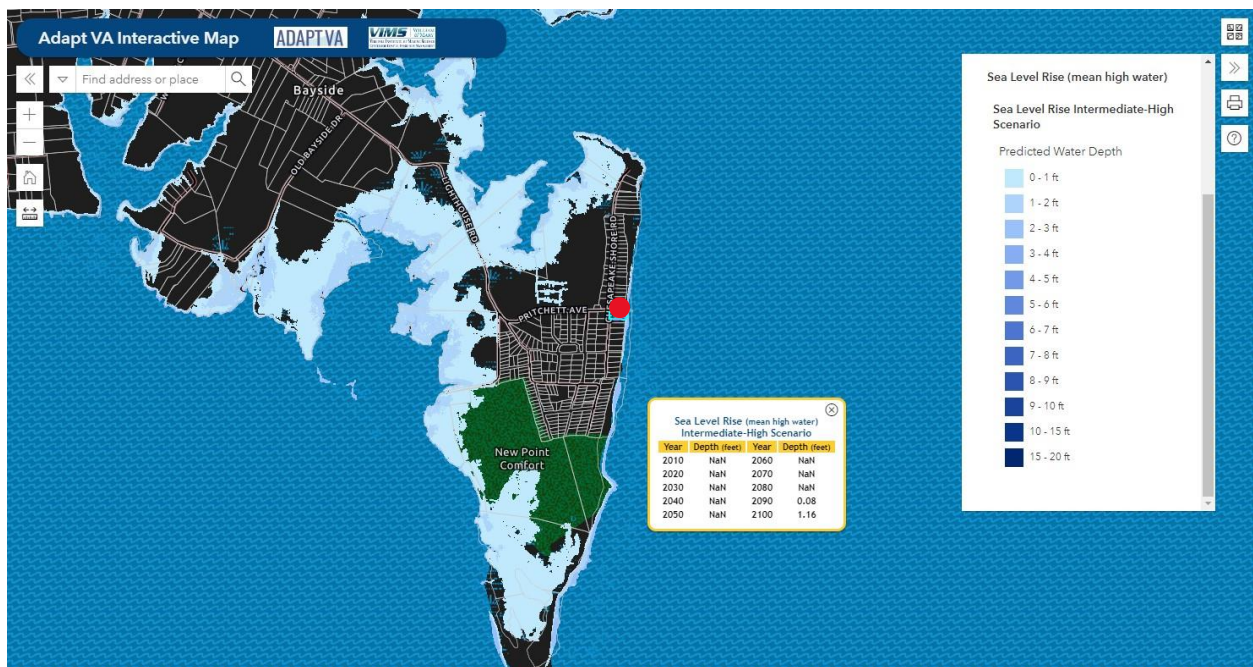 Adapt VA Interactive Map
ADAPTVA
VIMS
WILLIAM
& MARY
Find address or place
Bayside
OLD BAYSIDE DR
LIGHTHOUSE RD
CHESAPEAKE SHORE RD
PRITCHETT AVE
New Point
Comfort
Sea Level Rise (mean high water)
Intermediate-High Scenario
Year Depth (feet) Year Depth (feet)
2010 NaN 2060 NaN
2020 NaN 2070 NaN
2030 NaN 2080 NaN
2040 NaN 2090 0.08
2050 NaN 2100 1.16
Sea Level Rise (mean high water)
Sea Level Rise Intermediate-High
Scenario
Predicted Water Depth
0 - 1 ft
1 - 2 ft
2 - 3 ft
3 - 4 ft
4 - 5 ft
5 - 6 ft
6 - 7 ft
7 - 8 ft
8 - 9 ft
9 - 10 ft
10 - 15 ft
15 - 20 ft